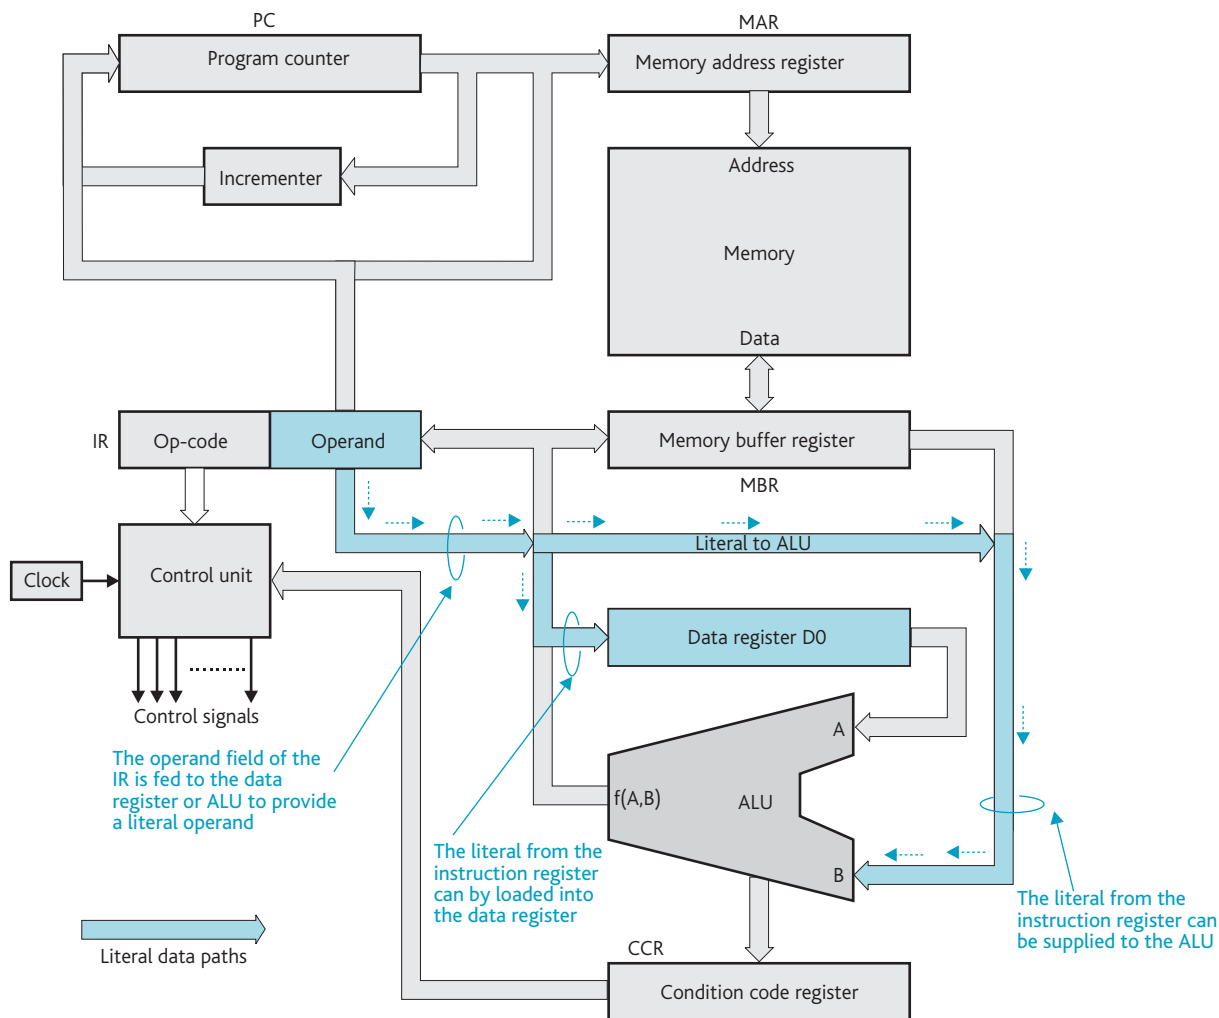 PC
MAR
Program counter
Memory address register
Incrementer
Address
Memory
Data
IR
Op-code
Operand
Memory buffer register
MBR
Literal to ALU
Clock
Control unit
Data register D0
Control signals
A
The operand field of the
IR is fed to the data
register or ALU to provide
a literal operand
f(A,B)
ALU
B
The literal from the
instruction register
can by loaded into
the data register
The literal from the
instruction register can
be supplied to the ALU
Literal data paths
CCR
Condition code register